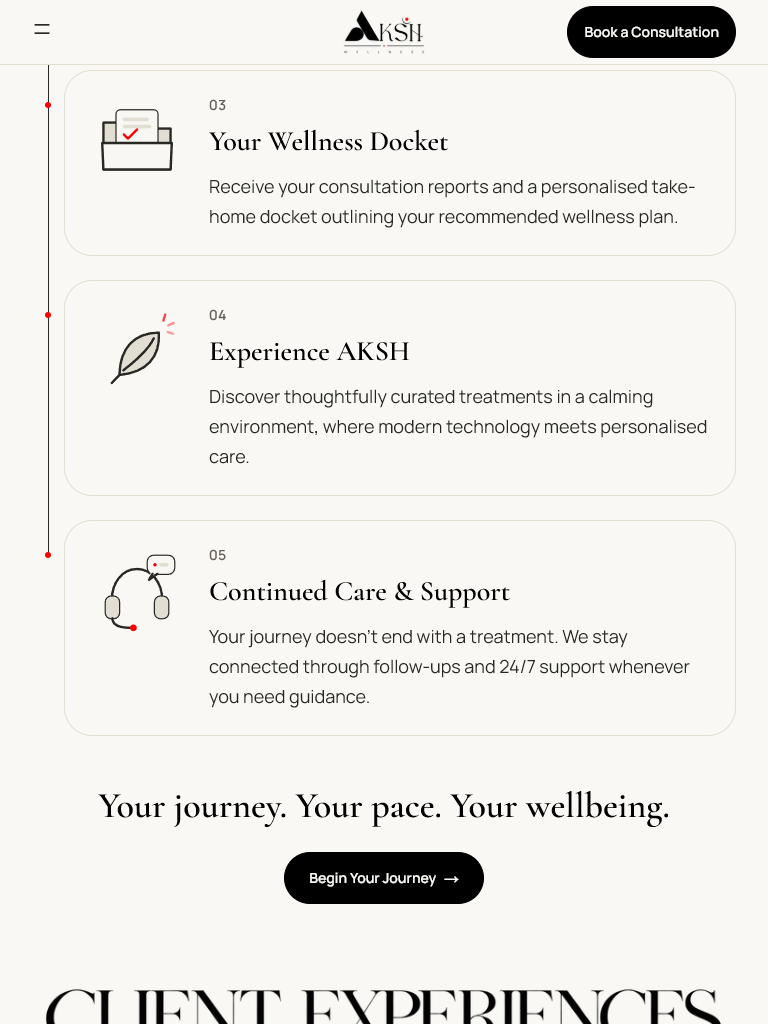 AKSH
WELLNESS
Book a Consultation
03
Your Wellness Docket
Receive your consultation reports and a personalised take-
home docket outlining your recommended wellness plan.
04
Experience AKSH
Discover thoughtfully curated treatments in a calming
environment, where modern technology meets personalised
care.
05
Continued Care & Support
Your journey doesn't end with a treatment. We stay
connected through follow-ups and 24/7 support whenever
you need guidance.
Your journey. Your pace. Your wellbeing.
Begin Your Journey →
CLIENT EXPERIENCES